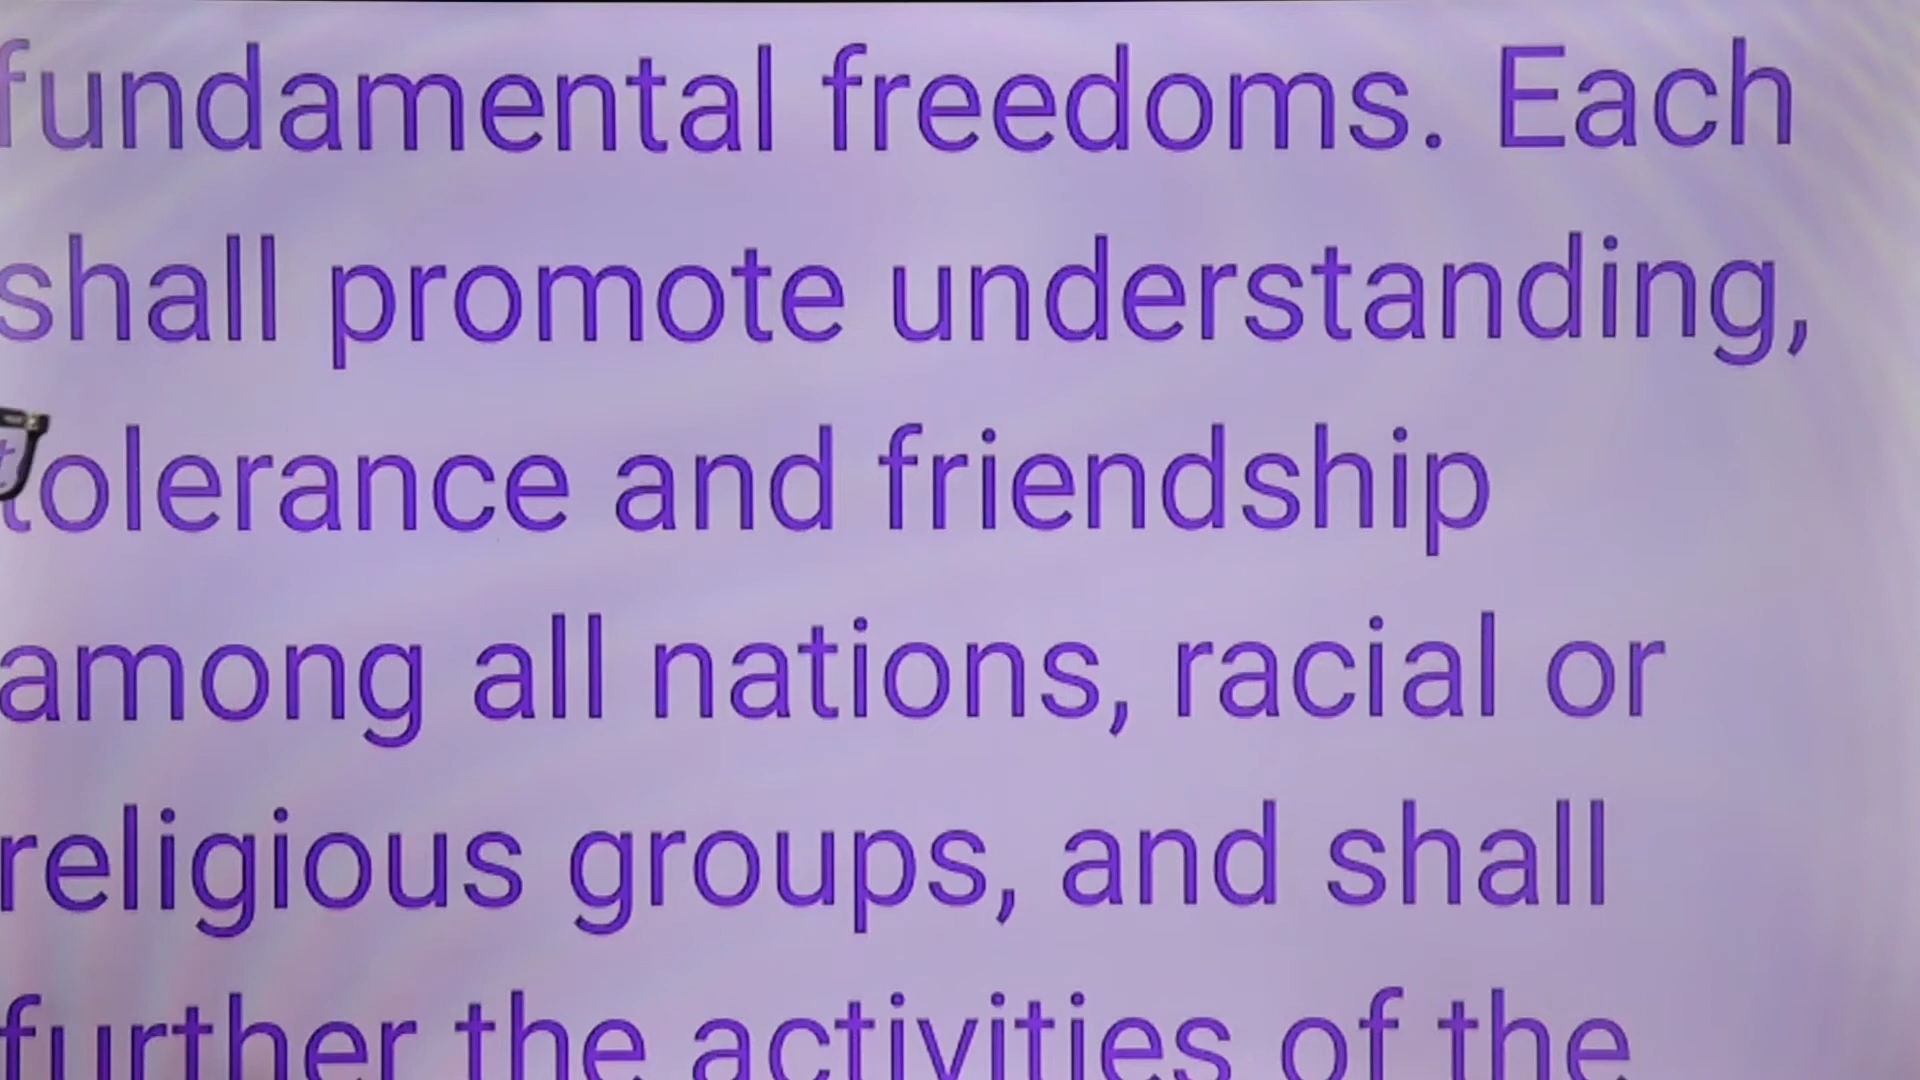 fundamental freedoms. Each
shall promote understanding,
tolerance and friendship
among all nations, racial or
religious groups, and shall
further the activities of the